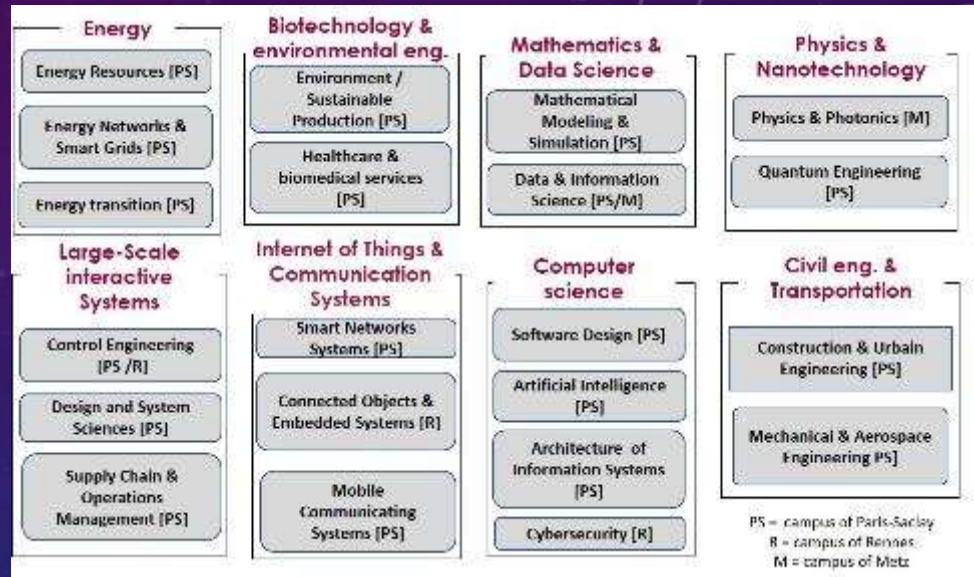 Energy
Energy Resources [PS]
Energy Networks &
Smart Grids [PS]
Energy transition [PS]
Biotechnology &
environmental eng.
Environment /
Sustainable
Production [PS]
Healthcare &
biomedical services
[PS]
Mathematics &
Data Science
Mathematical
Modeling &
Simulation [PS]
Data & Information
Science [PS/M]
Physics &
Nanotechnology
Physics & Photonics [M]
Quantum Engineering
[PS]
Large-Scale
interactive
Systems
Control Engineering
[PS /R]
Design and System
Sciences [PS]
Supply Chain &
Operations
Management [PS]
Internet of Things &
Communication
Systems
Smart Networks
Systems [PS]
Connected Objects &
Embedded Systems [R]
Mobile
Communicating
Systems [PS]
Computer
science
Software Design [PS]
Artificial Intelligence
[PS]
Architecture of
Information Systems
[PS]
Cybersecurity [R]
Civil eng. &
Transportation
Construction & Urbain
Engineering [PS]
Mechanical & Aerospace
Engineering PS]
PS = campus of Paris-Saclay
R = campus of Rennes
M = campus of Metz